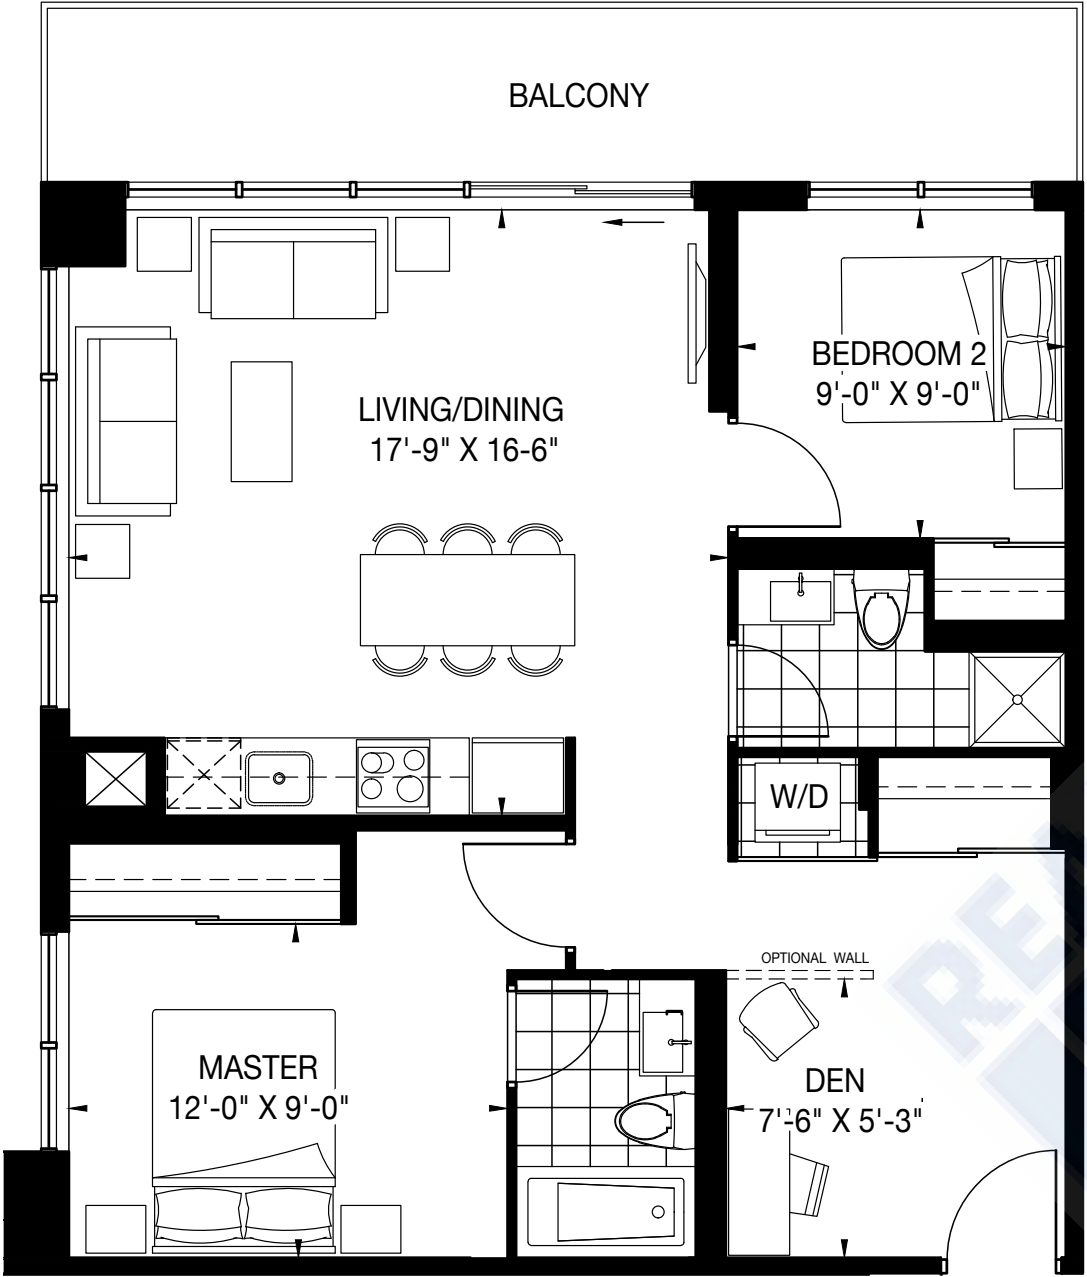 BALCONY
BEDROOM 2
9'-0" X 9'-0"
LIVING/DINING
17'-9" X 16-6"
W/D
OPTIONAL WALL
MASTER
12'-0" X 9'-0"
DEN
7'-6" X 5'-3"